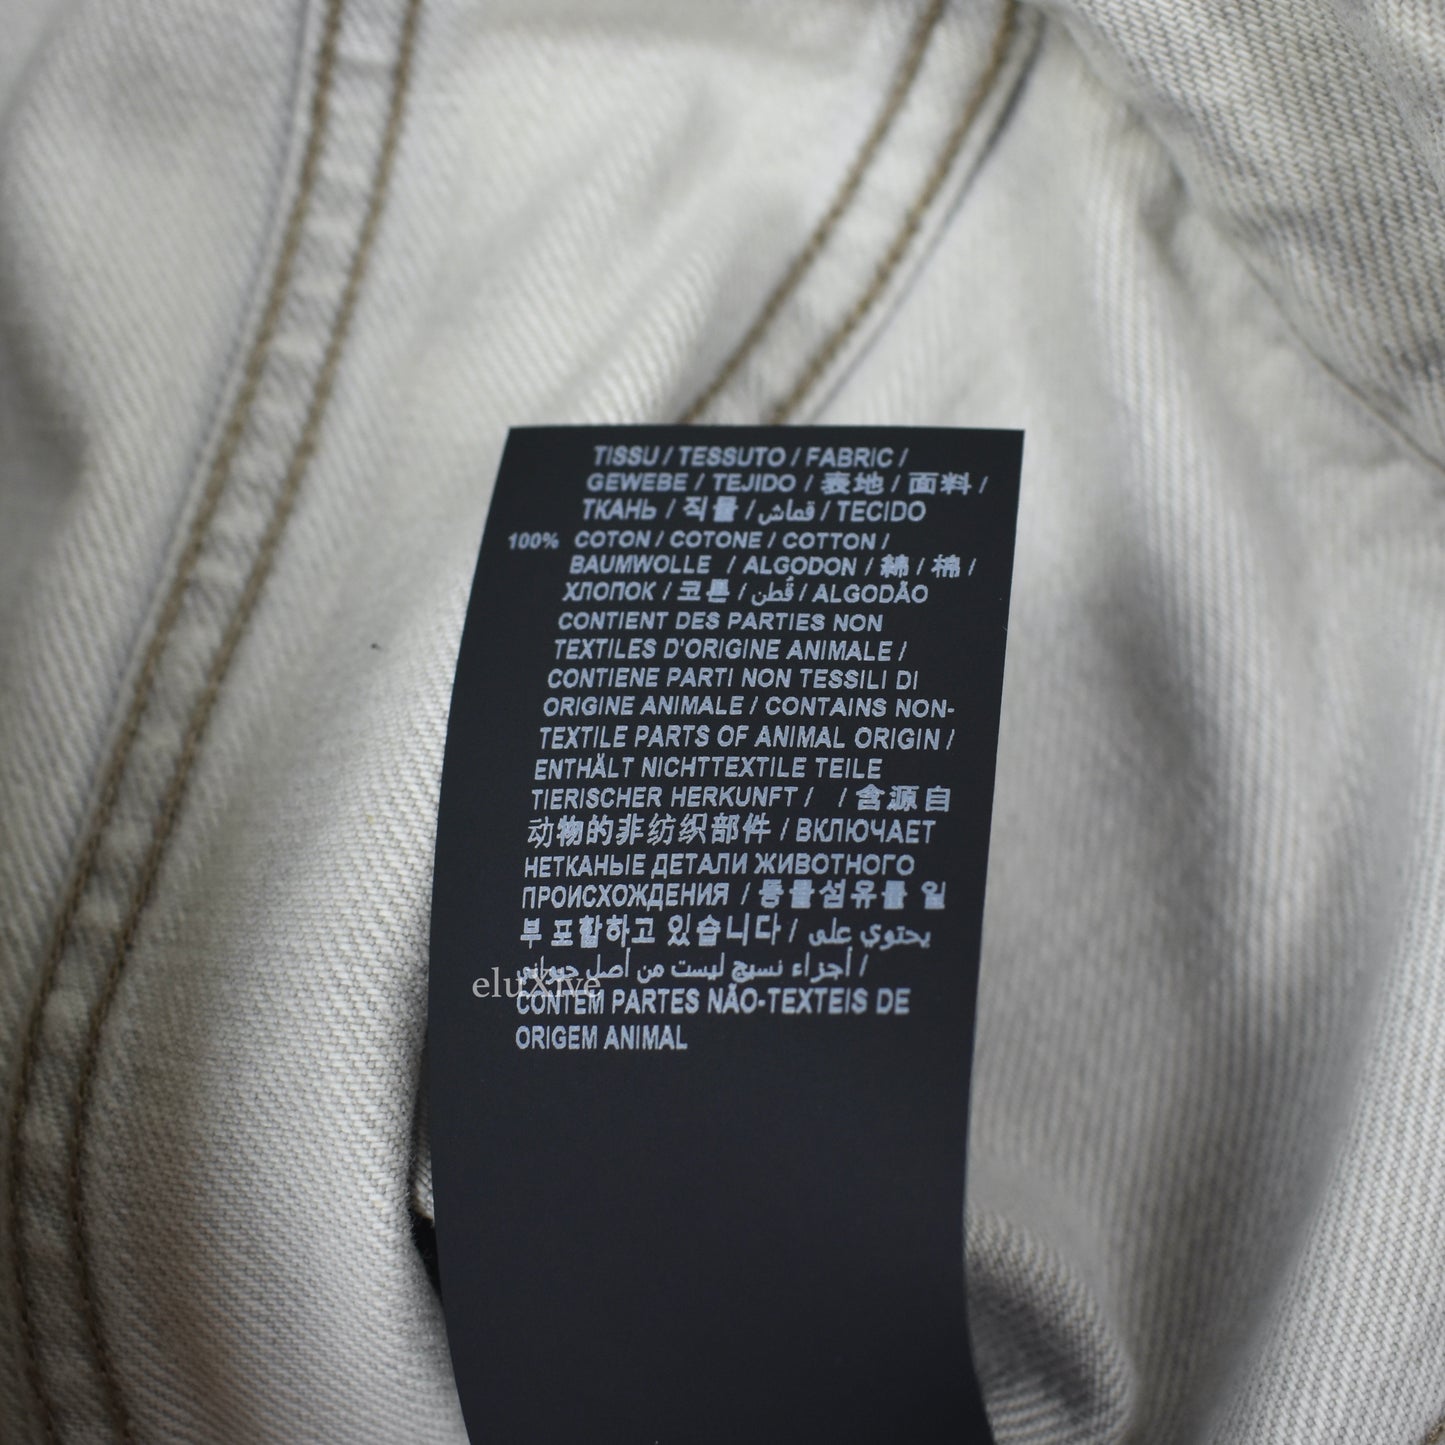 TISSU / TESSUTO / FABRIC /
GEWEBE / TEJIDO / 表地 / 面料 /
ТКАНЬ / 직물 / قماش / TECIDO
100% COTON / COTONE / COTTON /
BAUMWOLLE / ALGODON / 綿 / 棉 /
ХЛОПОК / 코튼 / قُطن / ALGODÃO
CONTIENT DES PARTIES NON
TEXTILES D'ORIGINE ANIMALE /
CONTIENE PARTI NON TESSILI DI
ORIGINE ANIMALE / CONTAINS NON-
TEXTILE PARTS OF ANIMAL ORIGIN /
ENTHÄLT NICHTTEXTILE TEILE
TIERISCHER HERKUNFT / / 含源自
动物的非纺织部件 / ВКЛЮЧАЕТ
НЕТКАНЫЕ ДЕТАЛИ ЖИВОТНОГО
ПРОИСХОЖДЕНИЯ / 동물섬유를 일
부 포함하고 있습니다 / يحتوي على
أجزاء نسيج ليست من أصل حيواني /
eluXive
CONTÉM PARTES NÃO-TEXTEIS DE
ORIGEM ANIMAL